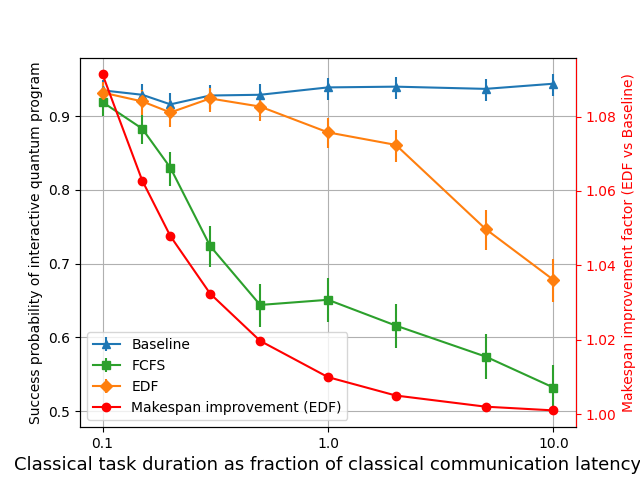 Success probability of interactive quantum program
0.9
0.8
0.7
0.6
0.5
1.08
1.06
1.04
1.02
1.00
Makespan improvement factor (EDF vs Baseline)
Baseline
FCFS
EDF
Makespan improvement (EDF)
0.1
1.0
10.0
Classical task duration as fraction of classical communication latency